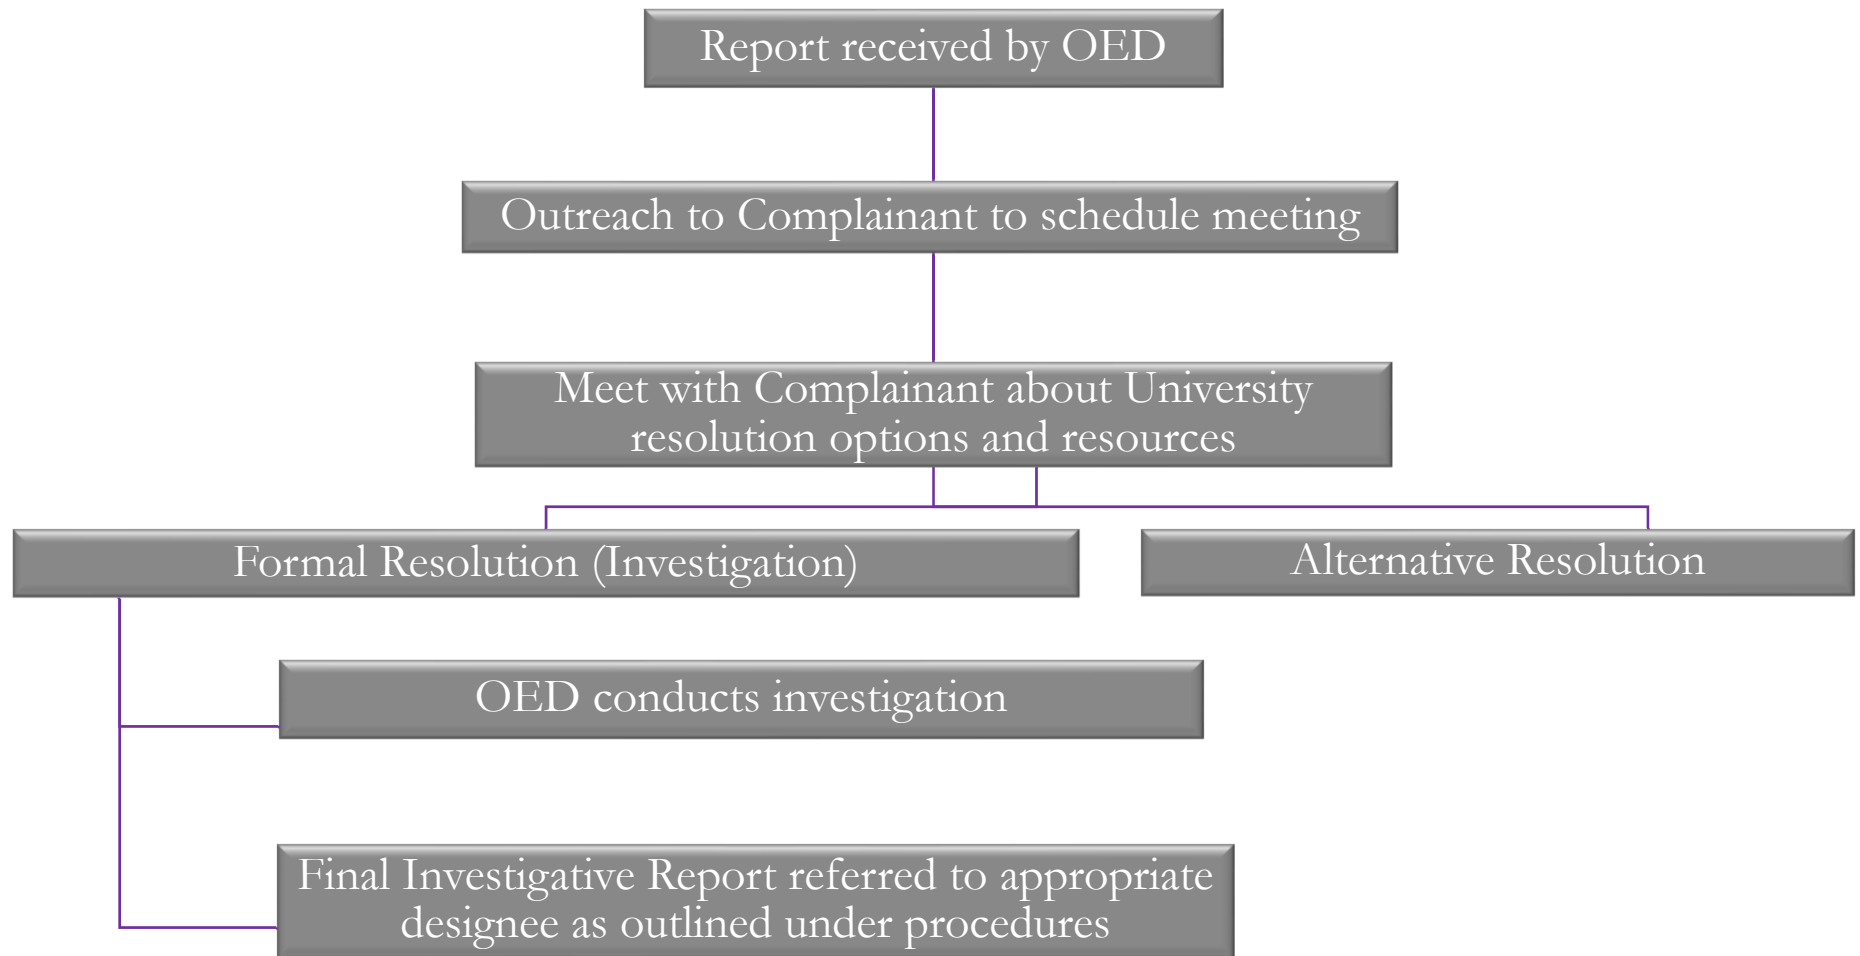 Report received by OED
Outreach to Complainant to schedule meeting
Meet with Complainant about University
resolution options and resources
Formal Resolution (Investigation)
Alternative Resolution
OED conducts investigation
Final Investigative Report referred to appropriate
designee as outlined under procedures